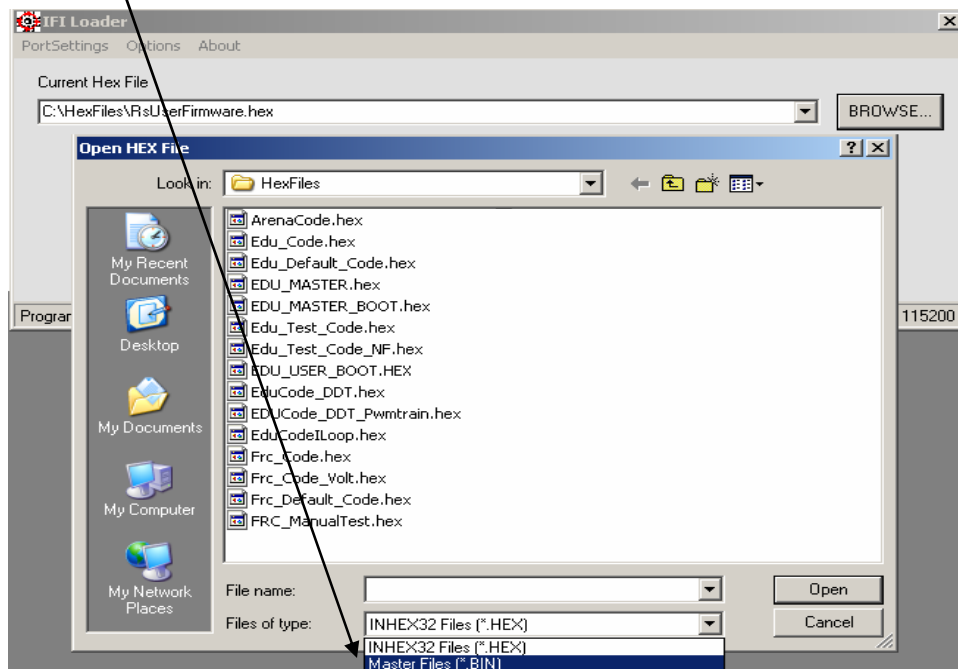 IFI Loader
PortSettings Options About
Current Hex File
C:\HexFiles\RsUserFirmware.hex
BROWSE...
Open HEX File
Look in:
HexFiles
My Recent
Documents
Desktop
My Documents
My Computer
My Network
Places
ArenaCode.hex
Edu_Code.hex
Edu_Default_Code.hex
EDU_MASTER.hex
EDU_MASTER_BOOT.hex
Edu_Test_Code.hex
Edu_Test_Code_NF.hex
EDU_USER_BOOT.HEX
EduCode_DDT.hex
EDUCode_DDT_Pwmtrain.hex
EduCodeILoop.hex
Frc_Code.hex
Frc_Code_Volt.hex
Frc_Default_Code.hex
FRC_ManualTest.hex
Prograr
115200
File name:
Open
Files of type:
INHEX32 Files (*.HEX)
Cancel
INHEX32 Files (*.HEX)
Master Files (*.BIN)